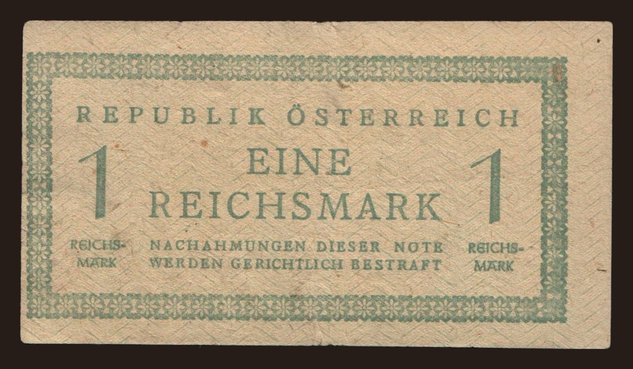 REPUBLIK ÖSTERREICH
1 EINE 1
REICHSMARK
REICHS- NACHAHMUNGEN DIESER NOTE REICHS-
MARK WERDEN GERICHTLICH BESTRAFT MARK